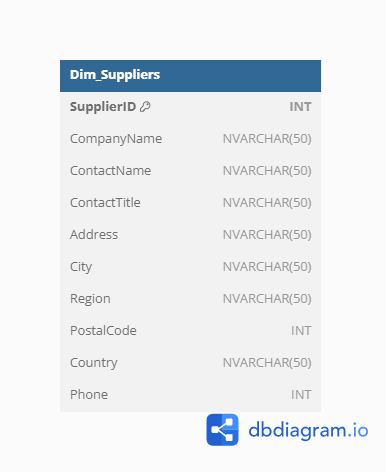 Dim_Suppliers
SupplierID INT
CompanyName NVARCHAR(50)
ContactName NVARCHAR(50)
ContactTitle NVARCHAR(50)
Address NVARCHAR(50)
City NVARCHAR(50)
Region NVARCHAR(50)
PostalCode INT
Country NVARCHAR(50)
Phone INT
dbdiagram.io